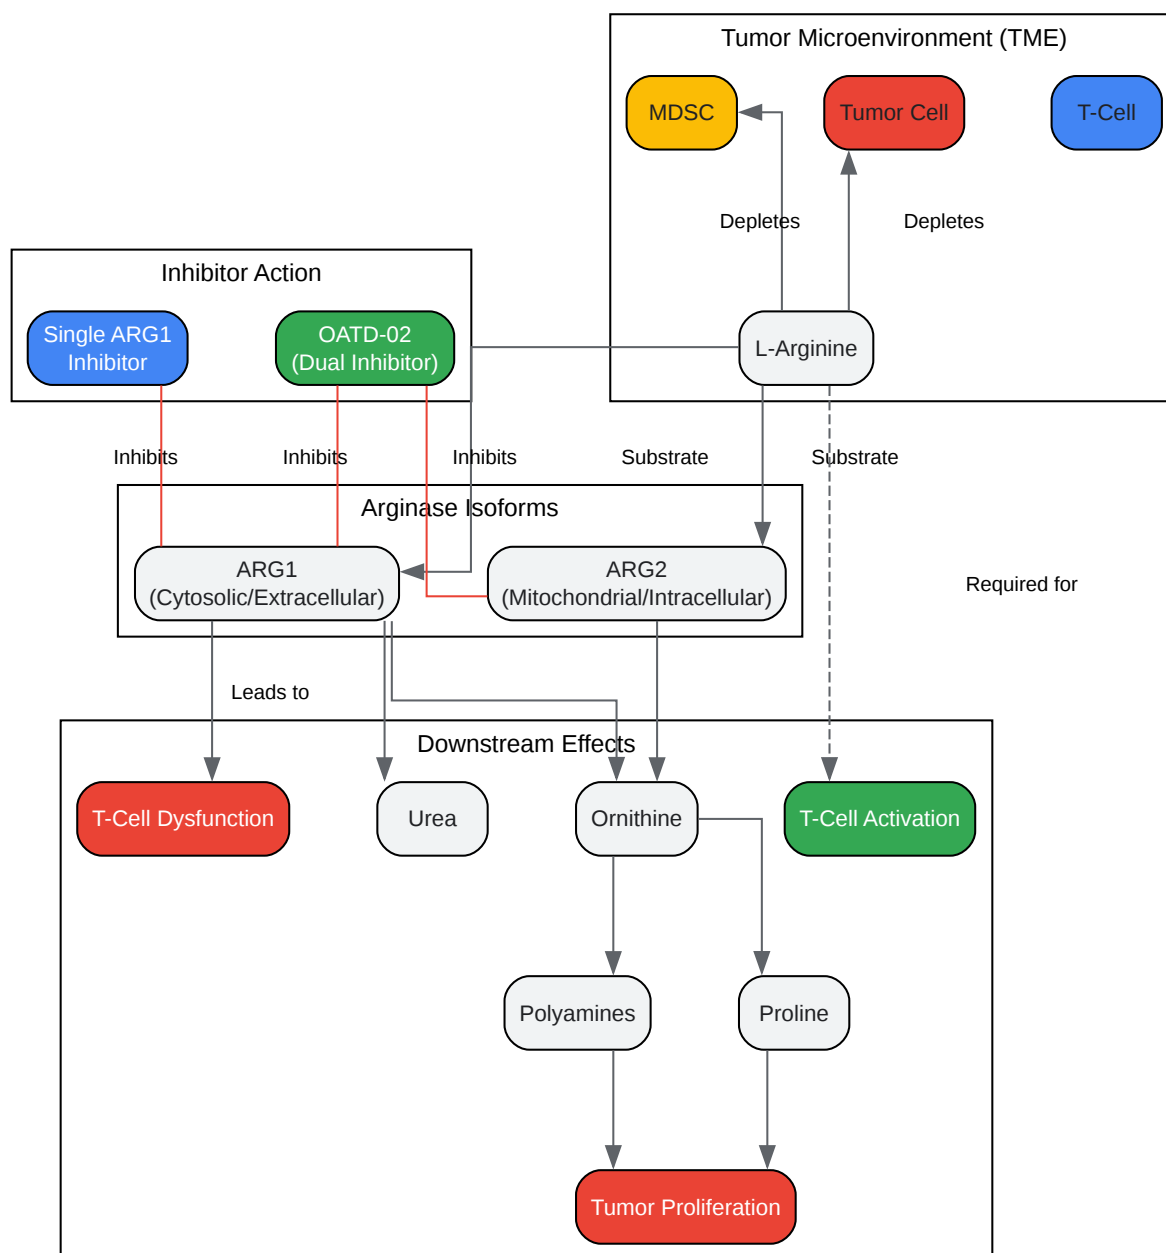 Tumor Microenvironment (TME)
MDSC
Tumor Cell
T-Cell
Depletes
Depletes
Inhibitor Action
Single ARG1
Inhibitor
OATD-02
(Dual Inhibitor)
L-Arginine
Inhibits
Inhibits
Inhibits
Substrate
Substrate
Arginase Isoforms
ARG1
(Cytosolic/Extracellular)
ARG2
(Mitochondrial/Intracellular)
Required for
Leads to
Downstream Effects
T-Cell Dysfunction
Urea
Ornithine
T-Cell Activation
Polyamines
Proline
Tumor Proliferation